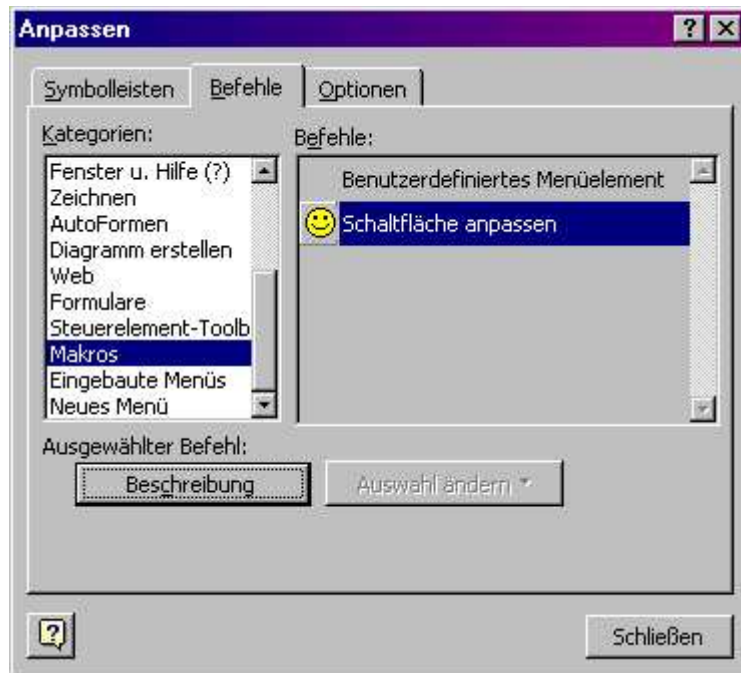 Anpassen
Symbolleisten Befehle Optionen
Kategorien:
Fenster u. Hilfe (?)
Zeichnen
AutoFormen
Diagramm erstellen
Web
Formulare
Steuerelement-Toolb
Makros
Eingebaute Menüs
Neues Menü
Befehle:
Benutzerdefiniertes Menüelement
Schaltfläche anpassen
Ausgewählter Befehl:
Beschreibung Auswahl ändern
Schließen